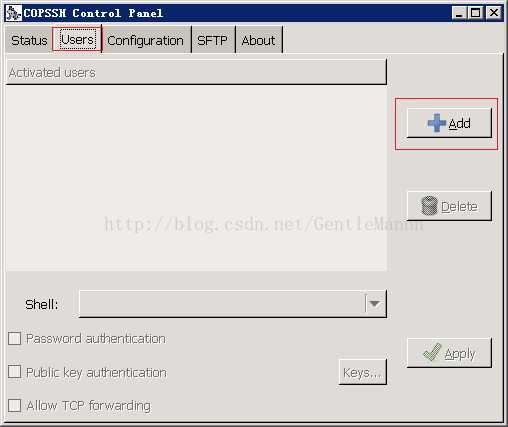 COPSSH Control Panel
Status Users Configuration SFTP About
Activated users
Add
Delete
http://blog.csdn.net/GentleManhh
Shell:
Password authentication
Public key authentication Keys...
Apply
Allow TCP forwarding